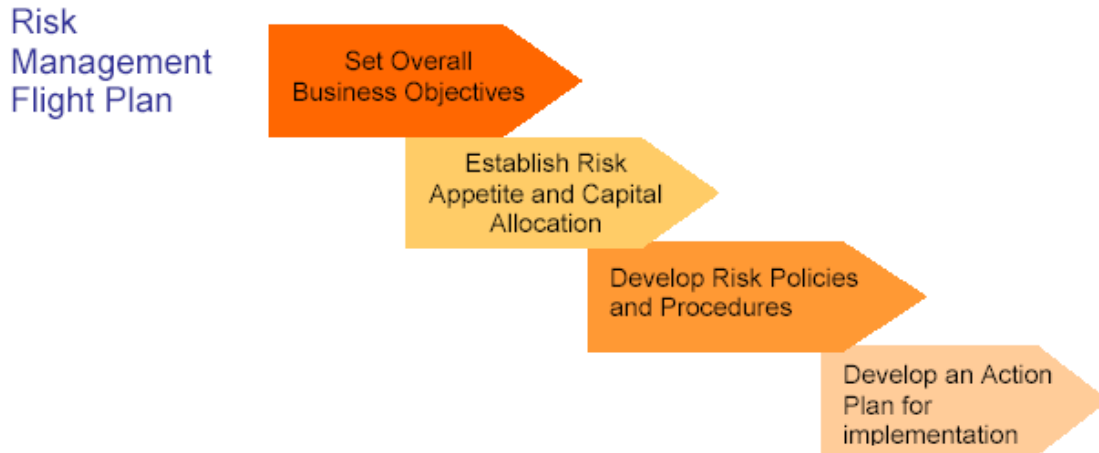 Risk
Management
Flight Plan
Set Overall
Business Objectives
Establish Risk
Appetite and Capital
Allocation
Develop Risk Policies
and Procedures
Develop an Action
Plan for
implementation